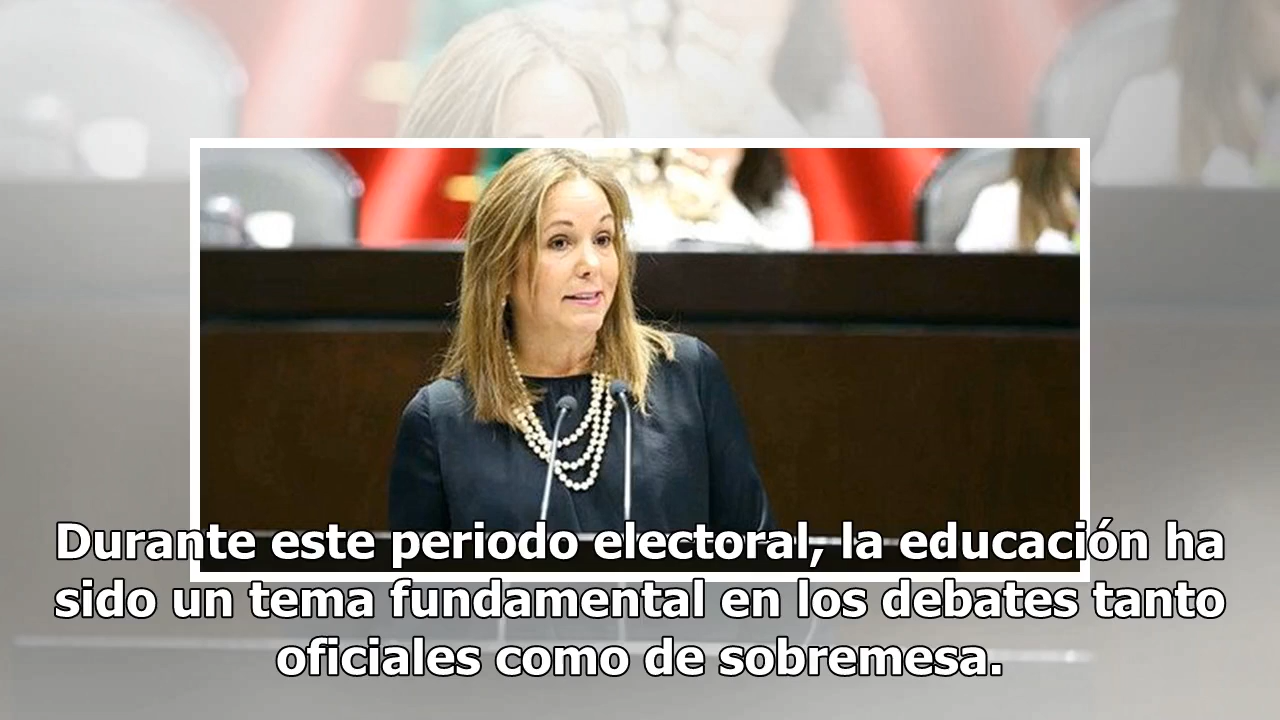 Durante este periodo electoral, la educación ha
sido un tema fundamental en los debates tanto
oficiales como de sobremesa.